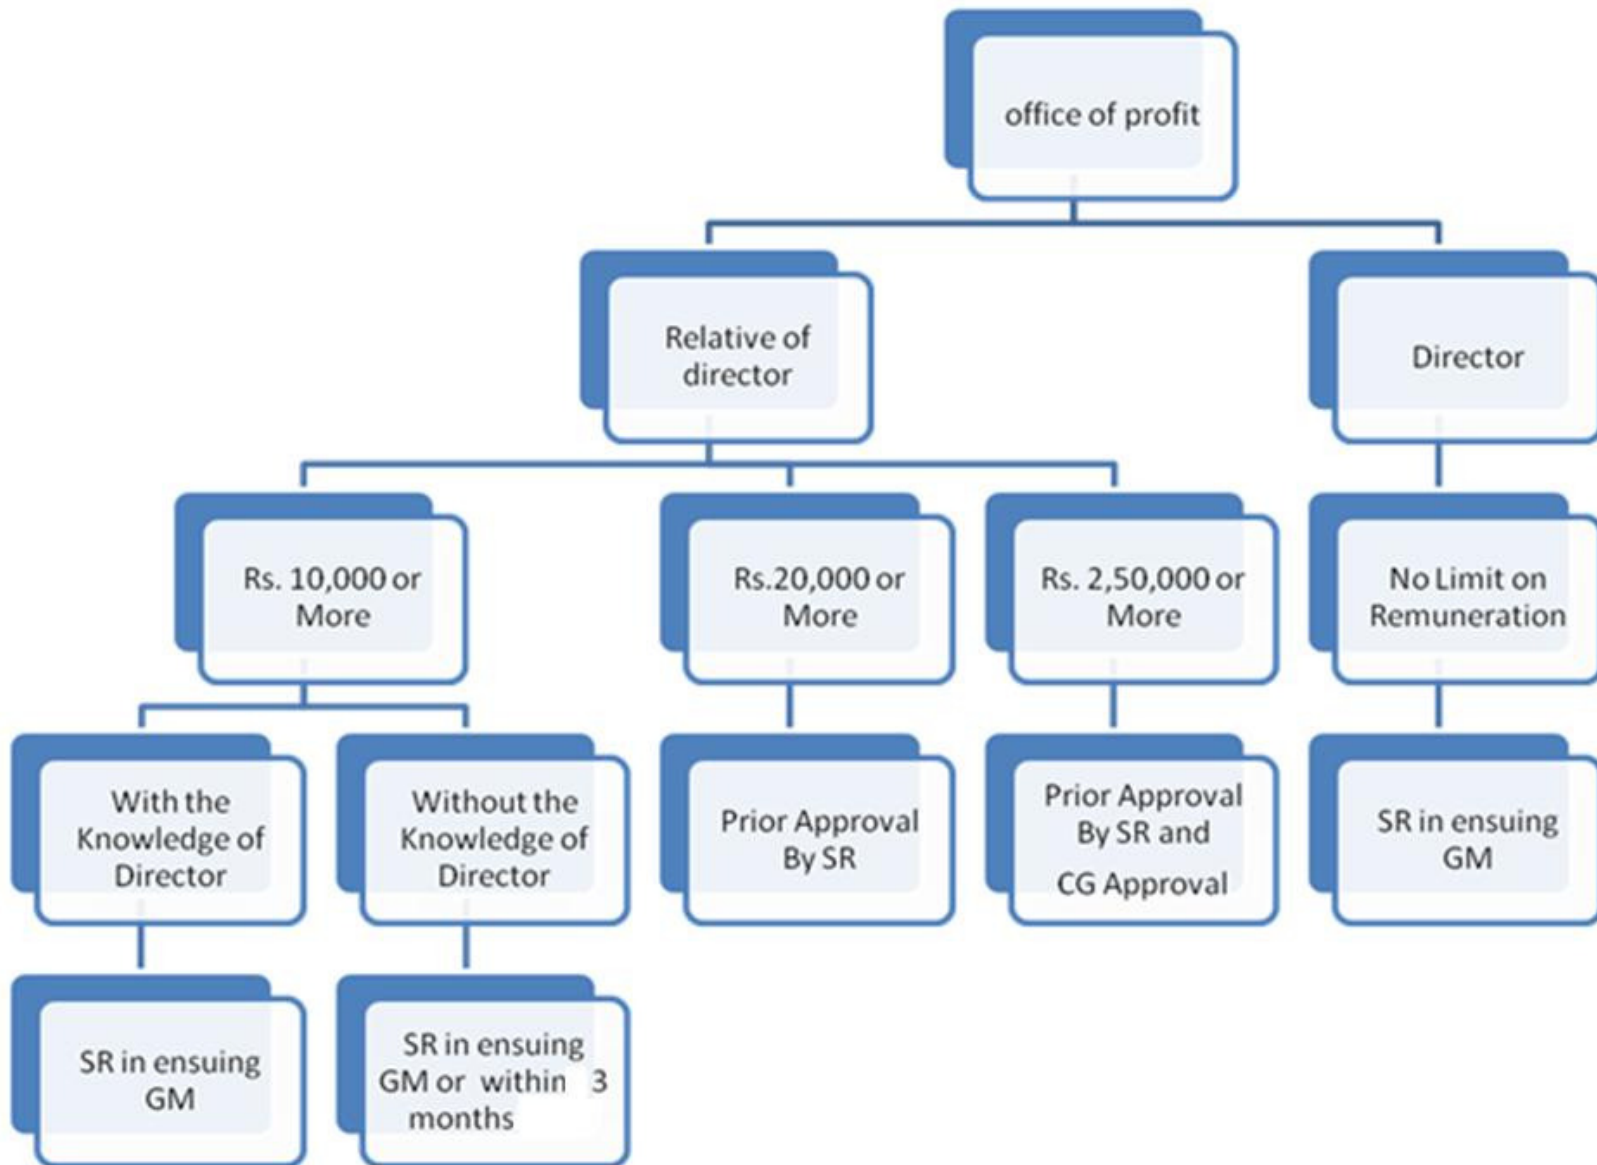 office of profit
Relative of
director
Director
Rs. 10,000 or
More
Rs.20,000 or
More
Rs. 2,50,000 or
More
No Limit on
Remuneration
With the
Knowledge of
Director
Without the
Knowledge of
Director
Prior Approval
By SR
Prior Approval
By SR and
CG Approval
SR in ensuing
GM
SR in ensuing
GM
SR in ensuing
GM or within 3
months